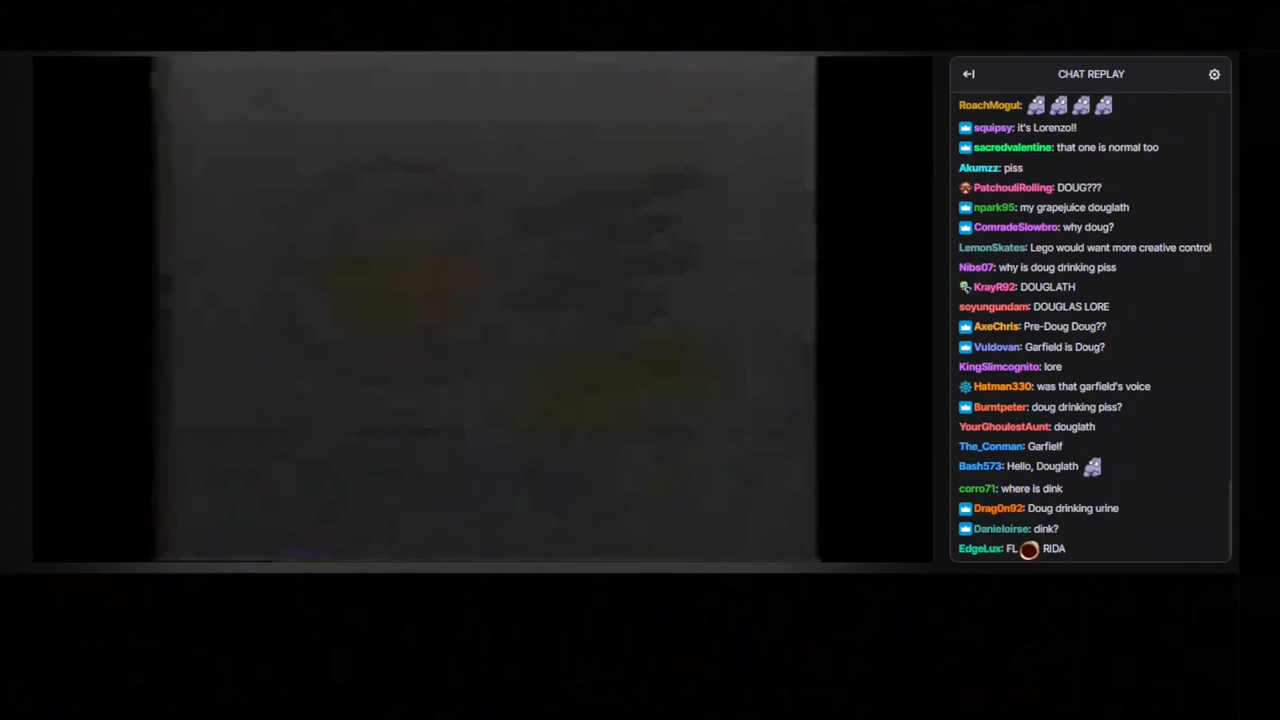 CHAT REPLAY
RoachMogul:
squipsy: it's Lorenzo!!
sacredvalentine: that one is normal too
Akumzz: piss
PatchouliRolling: DOUG???
npark95: my grapejuice douglath
ComradeSlowbro: why doug?
LemonSkates: Lego would want more creative control
Nibs07: why is doug drinking piss
KrayR92: DOUGLATH
soyungundam: DOUGLAS LORE
AxeChris: Pre-Doug Doug??
Vuldovan: Garfield is Doug?
KingSlimcognito: lore
Hatman330: was that garfield's voice
Burntpeter: doug drinking piss?
YourGhoulestAunt: douglath
The_Conman: Garfielf
Bash573: Hello, Douglath
corro71: where is dink
Drag0n92: Doug drinking urine
Danieloirse: dink?
EdgeLux: FL RIDA